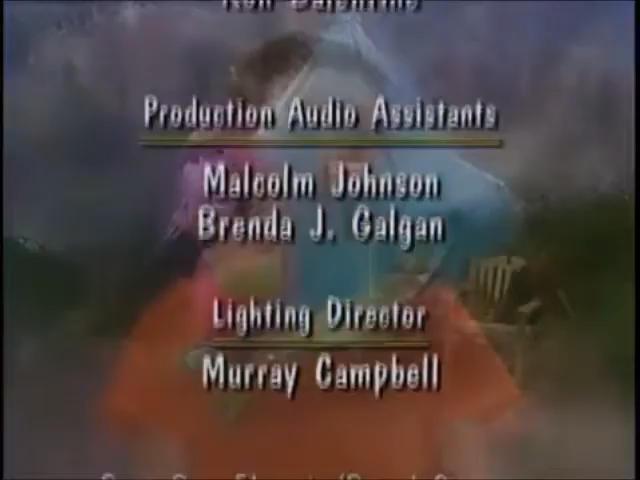 Production Audio Assistants
Malcolm Johnson
Brenda J. Galgan
Lighting Director
Murray Campbell